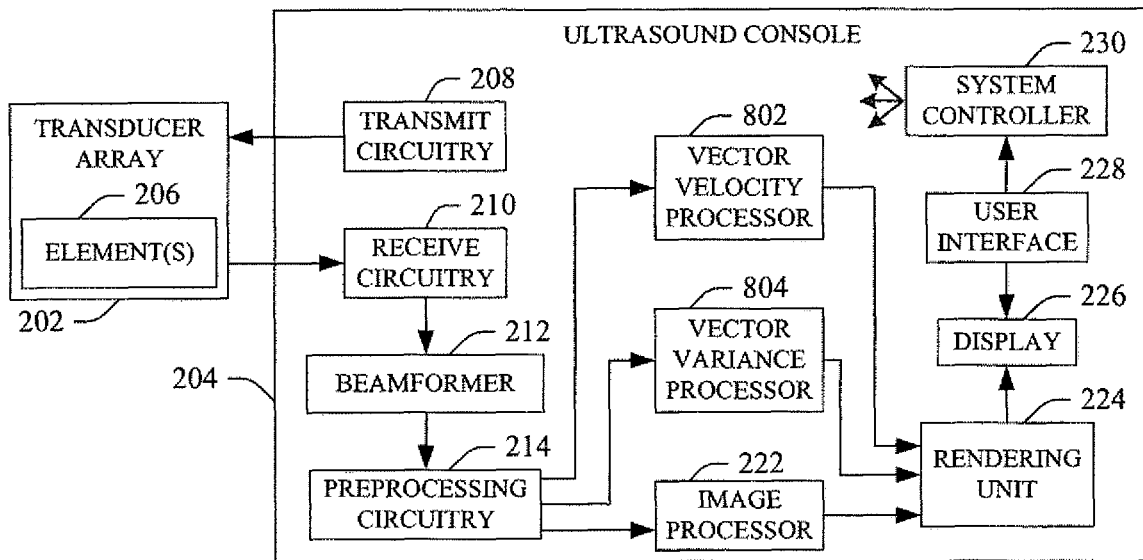 ULTRASOUND CONSOLE
230
SYSTEM
CONTROLLER
208
TRANSMIT
CIRCUITRY
TRANSDUCER
ARRAY
206
ELEMENT(S)
202
204
210
RECEIVE
CIRCUITRY
212
BEAMFORMER
214
PREPROCESSING
CIRCUITRY
802
VECTOR
VELOCITY
PROCESSOR
804
VECTOR
VARIANCE
PROCESSOR
222
IMAGE
PROCESSOR
228
USER
INTERFACE
226
DISPLAY
224
RENDERING
UNIT